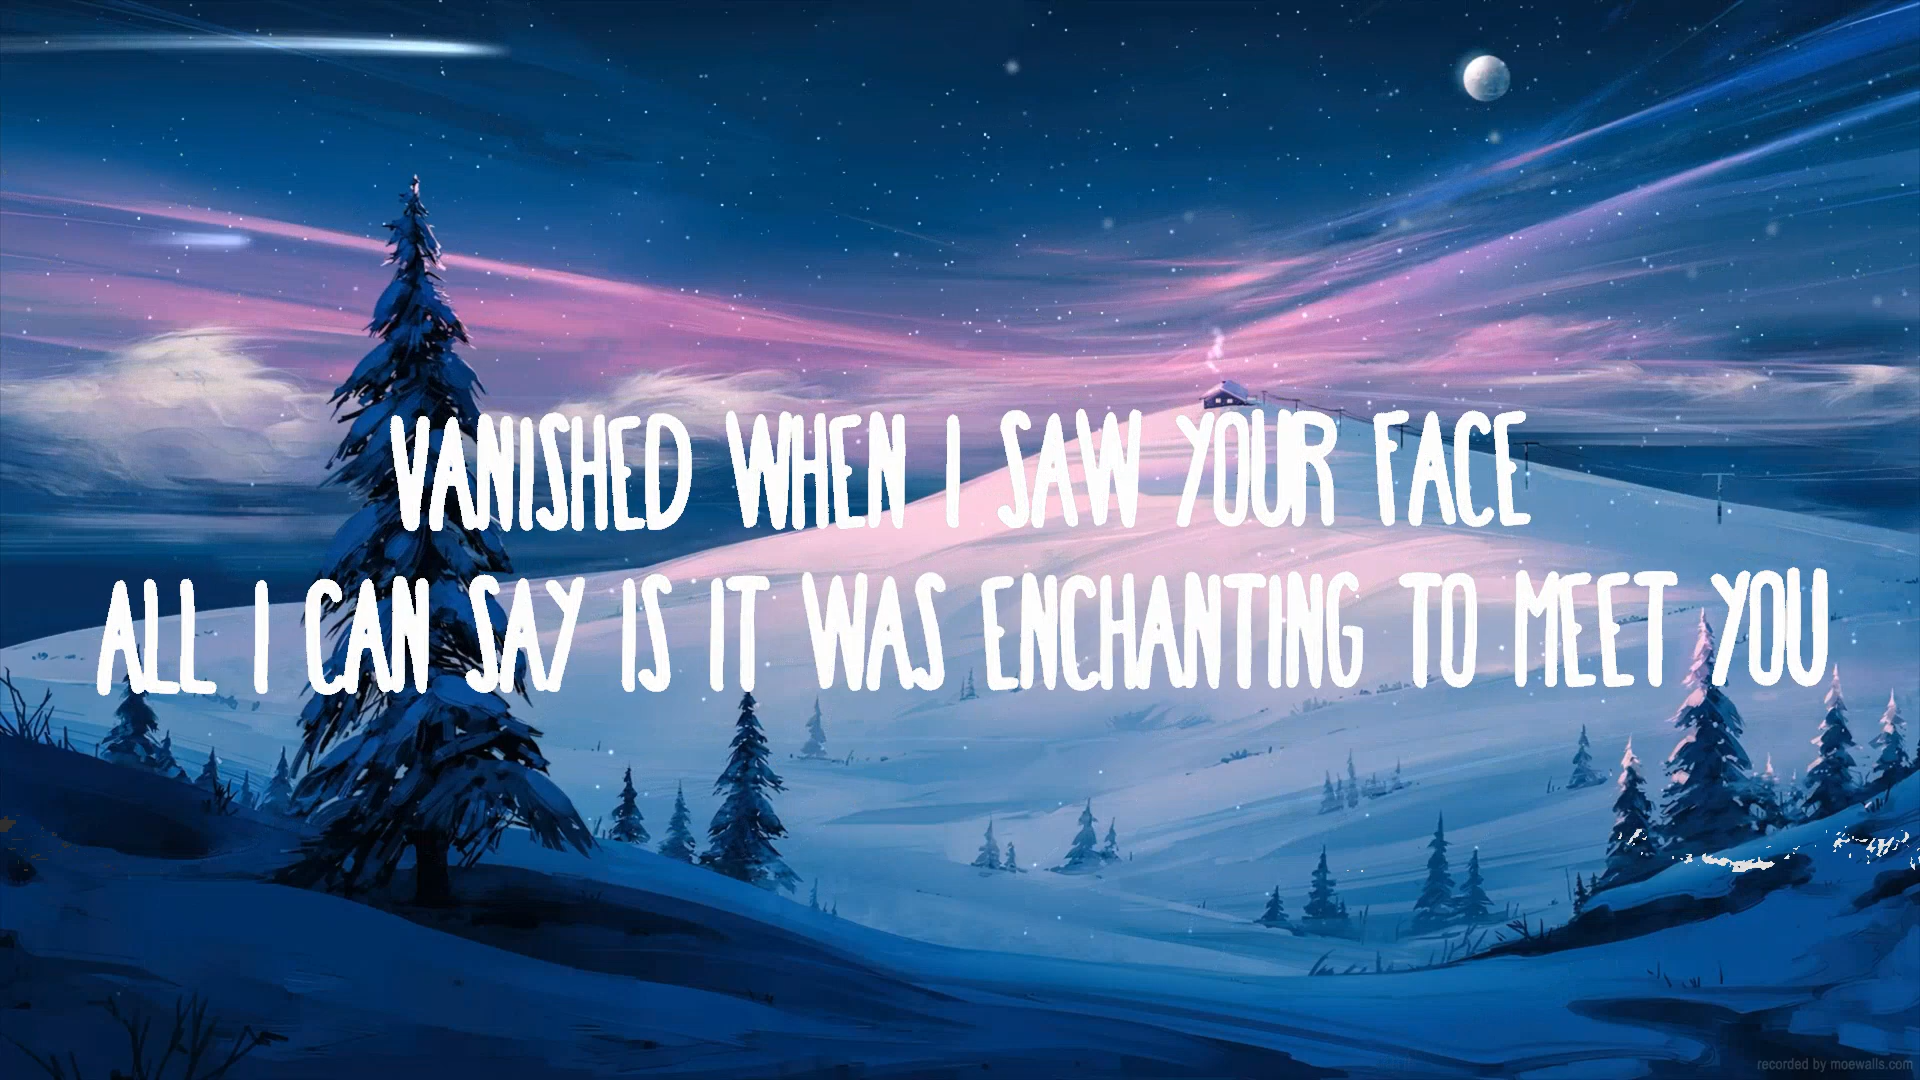 VANISHED WHEN I SAW YOUR FACE
ALL I CAN SAY IS IT WAS ENCHANTING TO MEET YOU
recorded by moewalls.com